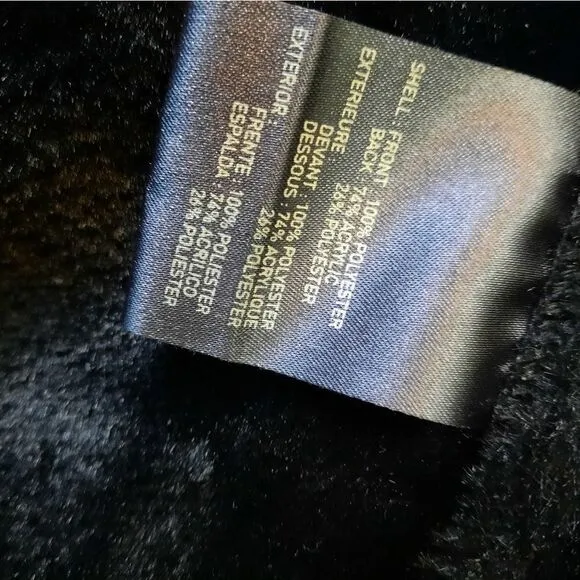 SHELL : FRONT 100% POLYESTER
BACK 74% ACRYLIC
26% POLYESTER
EXTERIEURE
DEVANT 100% POLYESTER
DESSOUS : 74% ACRYLIQUE
26% POLYESTER
EXTERIOR :
FRENTE 100% POLIESTER
ESPALDA : 74% ACRILICO
26% POLIESTER